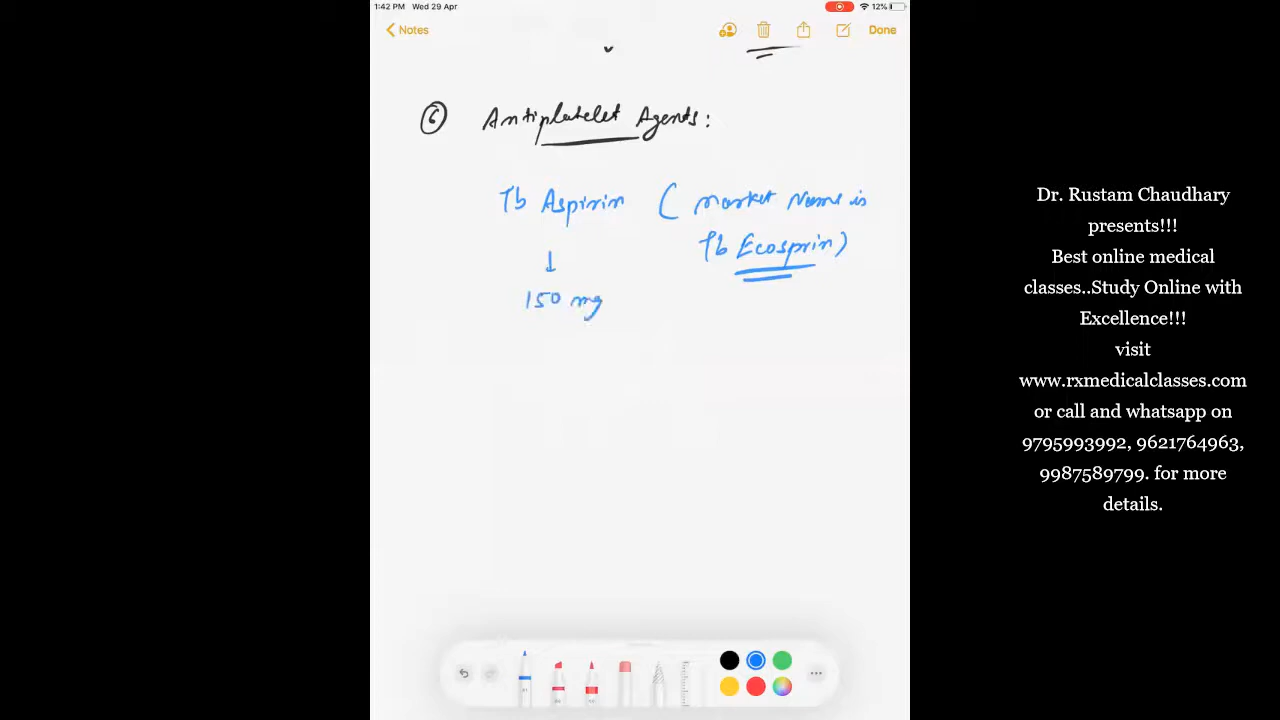 1:42 PM Wed 29 Apr
12%
Notes
Done
6 Antiplatelet Agents:
Tb Aspirin ( market Name is
Tb Ecosprin)
↓
150 mg
Dr. Rustam Chaudhary
presents!!!
Best online medical
classes..Study Online with
Excellence!!!
visit
www.rxmedicalclasses.com
or call and whatsapp on
9795993992, 9621764963,
9987589799. for more
details.